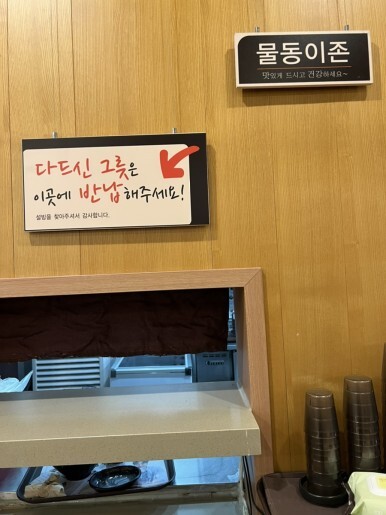 물동이존
맛있게 드시고 건강하세요~
다드신 그릇은
이곳에 반납해주세요!
설빙을 찾아주셔서 감사합니다.